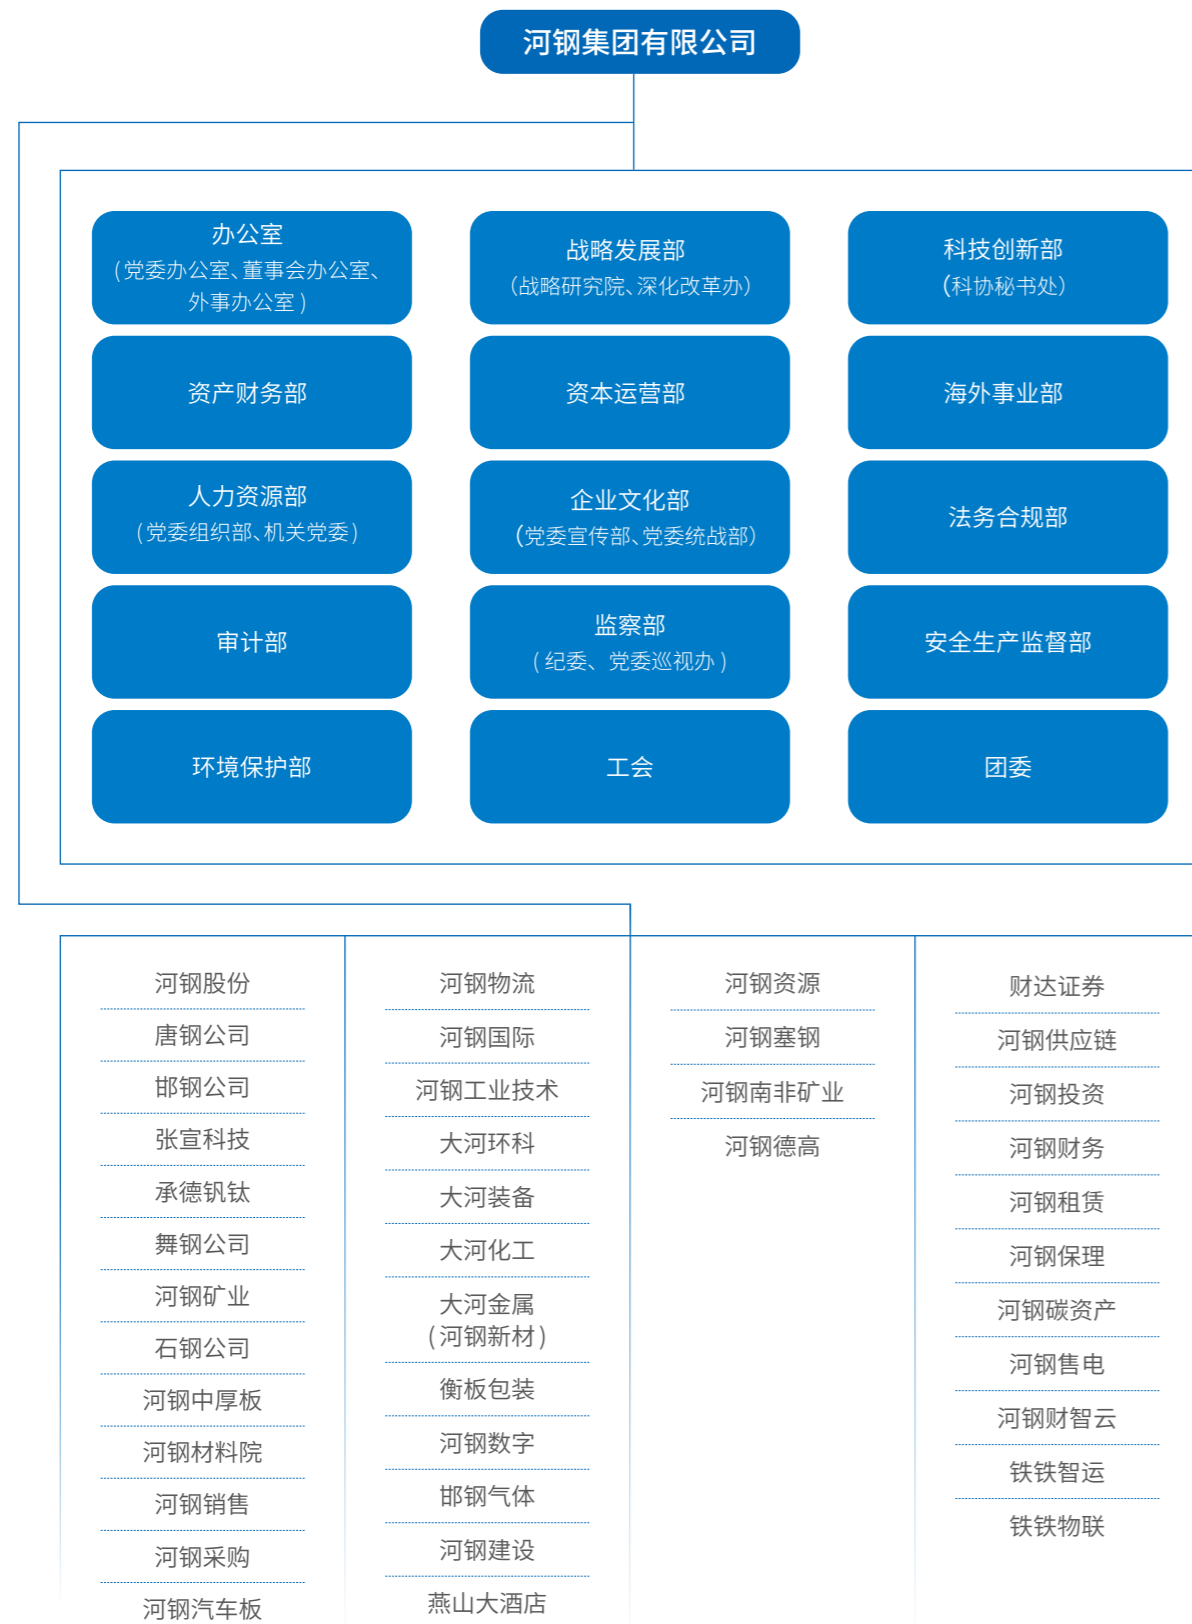 河钢集团有限公司
办公室
(党委办公室、董事会办公室、
外事办公室)
战略发展部
(战略研究院、深化改革办)
科技创新部
(科协秘书处)
资产财务部
资本运营部
海外事业部
人力资源部
(党委组织部、机关党委)
企业文化部
(党委宣传部、党委统战部)
法务合规部
审计部
监察部
(纪委、党委巡视办)
安全生产监督部
环境保护部
工会
团委
河钢股份
唐钢公司
邯钢公司
张宣科技
承德钒钛
舞钢公司
河钢矿业
石钢公司
河钢中厚板
河钢材料院
河钢销售
河钢采购
河钢汽车板
河钢物流
河钢国际
河钢工业技术
大河环科
大河装备
大河化工
大河金属
(河钢新材)
衡板包装
河钢数字
邯钢气体
河钢建设
燕山大酒店
河钢资源
河钢塞钢
河钢南非矿业
河钢德高
财达证券
河钢供应链
河钢投资
河钢财务
河钢租赁
河钢保理
河钢碳资产
河钢售电
河钢财智云
铁铁智运
铁铁物联